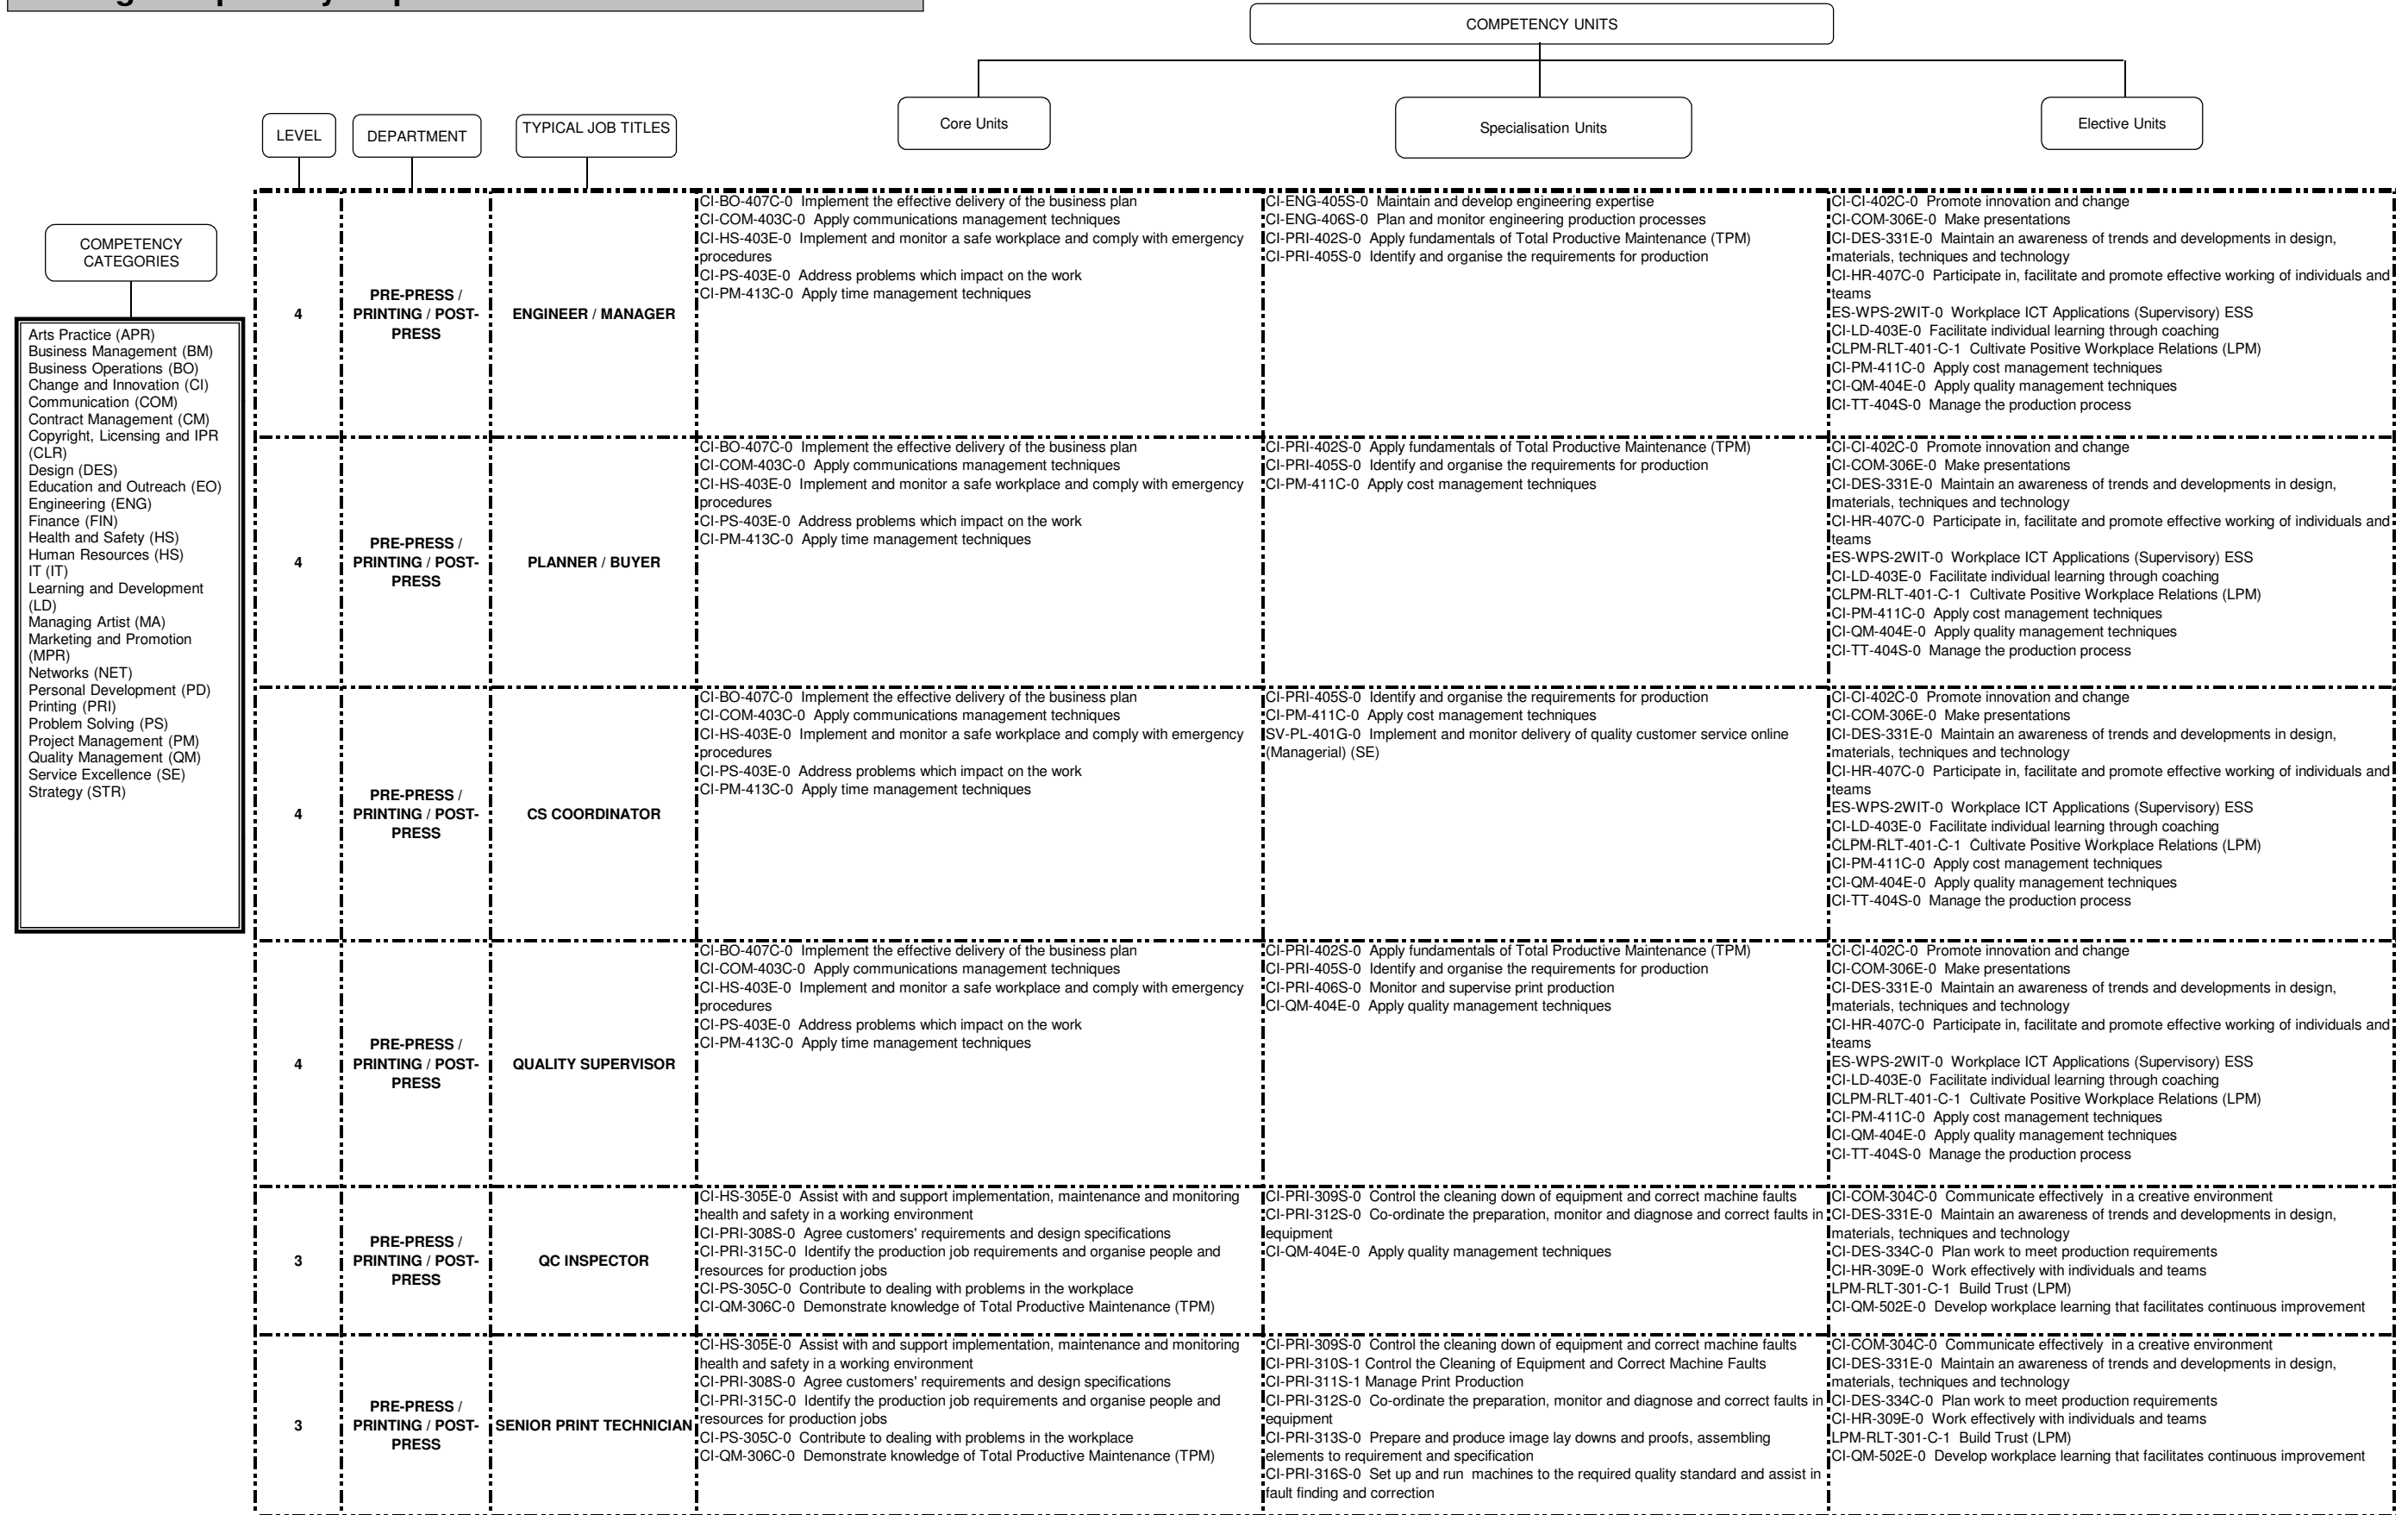 COMPETENCY UNITS
Core Units
Specialisation Units
Elective Units
LEVEL
DEPARTMENT
TYPICAL JOB TITLES
COMPETENCY
CATEGORIES
Arts Practice (APR)
Business Management (BM)
Business Operations (BO)
Change and Innovation (CI)
Communication (COM)
Contract Management (CM)
Copyright, Licensing and IPR
(CLR)
Design (DES)
Education and Outreach (EO)
Engineering (ENG)
Finance (FIN)
Health and Safety (HS)
Human Resources (HS)
IT (IT)
Learning and Development
(LD)
Managing Artist (MA)
Marketing and Promotion
(MPR)
Networks (NET)
Personal Development (PD)
Printing (PRI)
Problem Solving (PS)
Project Management (PM)
Quality Management (QM)
Service Excellence (SE)
Strategy (STR)
4
PRE-PRESS /
PRINTING / POST-
PRESS
ENGINEER / MANAGER
CI-BO-407C-0 Implement the effective delivery of the business plan
CI-COM-403C-0 Apply communications management techniques
CI-HS-403E-0 Implement and monitor a safe workplace and comply with emergency
procedures
CI-PS-403E-0 Address problems which impact on the work
CI-PM-413C-0 Apply time management techniques
CI-ENG-405S-0 Maintain and develop engineering expertise
CI-ENG-406S-0 Plan and monitor engineering production processes
CI-PRI-402S-0 Apply fundamentals of Total Productive Maintenance (TPM)
CI-PRI-405S-0 Identify and organise the requirements for production
CI-CI-402C-0 Promote innovation and change
CI-COM-306E-0 Make presentations
CI-DES-331E-0 Maintain an awareness of trends and developments in design,
materials, techniques and technology
CI-HR-407C-0 Participate in, facilitate and promote effective working of individuals and
teams
ES-WPS-2WIT-0 Workplace ICT Applications (Supervisory) ESS
CI-LD-403E-0 Facilitate individual learning through coaching
CLPM-RLT-401-C-1 Cultivate Positive Workplace Relations (LPM)
CI-PM-411C-0 Apply cost management techniques
CI-QM-404E-0 Apply quality management techniques
CI-TT-404S-0 Manage the production process
4
PRE-PRESS /
PRINTING / POST-
PRESS
PLANNER / BUYER
CI-BO-407C-0 Implement the effective delivery of the business plan
CI-COM-403C-0 Apply communications management techniques
CI-HS-403E-0 Implement and monitor a safe workplace and comply with emergency
procedures
CI-PS-403E-0 Address problems which impact on the work
CI-PM-413C-0 Apply time management techniques
CI-PRI-402S-0 Apply fundamentals of Total Productive Maintenance (TPM)
CI-PRI-405S-0 Identify and organise the requirements for production
CI-PM-411C-0 Apply cost management techniques
CI-CI-402C-0 Promote innovation and change
CI-COM-306E-0 Make presentations
CI-DES-331E-0 Maintain an awareness of trends and developments in design,
materials, techniques and technology
CI-HR-407C-0 Participate in, facilitate and promote effective working of individuals and
teams
ES-WPS-2WIT-0 Workplace ICT Applications (Supervisory) ESS
CI-LD-403E-0 Facilitate individual learning through coaching
CLPM-RLT-401-C-1 Cultivate Positive Workplace Relations (LPM)
CI-PM-411C-0 Apply cost management techniques
CI-QM-404E-0 Apply quality management techniques
CI-TT-404S-0 Manage the production process
4
PRE-PRESS /
PRINTING / POST-
PRESS
CS COORDINATOR
CI-BO-407C-0 Implement the effective delivery of the business plan
CI-COM-403C-0 Apply communications management techniques
CI-HS-403E-0 Implement and monitor a safe workplace and comply with emergency
procedures
CI-PS-403E-0 Address problems which impact on the work
CI-PM-413C-0 Apply time management techniques
CI-PRI-405S-0 Identify and organise the requirements for production
CI-PM-411C-0 Apply cost management techniques
SV-PL-401G-0 Implement and monitor delivery of quality customer service online
(Managerial) (SE)
CI-CI-402C-0 Promote innovation and change
CI-COM-306E-0 Make presentations
CI-DES-331E-0 Maintain an awareness of trends and developments in design,
materials, techniques and technology
CI-HR-407C-0 Participate in, facilitate and promote effective working of individuals and
teams
ES-WPS-2WIT-0 Workplace ICT Applications (Supervisory) ESS
CI-LD-403E-0 Facilitate individual learning through coaching
CLPM-RLT-401-C-1 Cultivate Positive Workplace Relations (LPM)
CI-PM-411C-0 Apply cost management techniques
CI-QM-404E-0 Apply quality management techniques
CI-TT-404S-0 Manage the production process
4
PRE-PRESS /
PRINTING / POST-
PRESS
QUALITY SUPERVISOR
CI-BO-407C-0 Implement the effective delivery of the business plan
CI-COM-403C-0 Apply communications management techniques
CI-HS-403E-0 Implement and monitor a safe workplace and comply with emergency
procedures
CI-PS-403E-0 Address problems which impact on the work
CI-PM-413C-0 Apply time management techniques
CI-PRI-402S-0 Apply fundamentals of Total Productive Maintenance (TPM)
CI-PRI-405S-0 Identify and organise the requirements for production
CI-PRI-406S-0 Monitor and supervise print production
CI-QM-404E-0 Apply quality management techniques
CI-CI-402C-0 Promote innovation and change
CI-COM-306E-0 Make presentations
CI-DES-331E-0 Maintain an awareness of trends and developments in design,
materials, techniques and technology
CI-HR-407C-0 Participate in, facilitate and promote effective working of individuals and
teams
ES-WPS-2WIT-0 Workplace ICT Applications (Supervisory) ESS
CI-LD-403E-0 Facilitate individual learning through coaching
CLPM-RLT-401-C-1 Cultivate Positive Workplace Relations (LPM)
CI-PM-411C-0 Apply cost management techniques
CI-QM-404E-0 Apply quality management techniques
CI-TT-404S-0 Manage the production process
3
PRE-PRESS /
PRINTING / POST-
PRESS
QC INSPECTOR
CI-HS-305E-0 Assist with and support implementation, maintenance and monitoring
health and safety in a working environment
CI-PRI-308S-0 Agree customers' requirements and design specifications
CI-PRI-315C-0 Identify the production job requirements and organise people and
resources for production jobs
CI-PS-305C-0 Contribute to dealing with problems in the workplace
CI-QM-306C-0 Demonstrate knowledge of Total Productive Maintenance (TPM)
CI-PRI-309S-0 Control the cleaning down of equipment and correct machine faults
CI-PRI-312S-0 Co-ordinate the preparation, monitor and diagnose and correct faults in
equipment
CI-QM-404E-0 Apply quality management techniques
CI-COM-304C-0 Communicate effectively in a creative environment
CI-DES-331E-0 Maintain an awareness of trends and developments in design,
materials, techniques and technology
CI-DES-334C-0 Plan work to meet production requirements
CI-HR-309E-0 Work effectively with individuals and teams
LPM-RLT-301-C-1 Build Trust (LPM)
CI-QM-502E-0 Develop workplace learning that facilitates continuous improvement
3
PRE-PRESS /
PRINTING / POST-
PRESS
SENIOR PRINT TECHNICIAN
CI-HS-305E-0 Assist with and support implementation, maintenance and monitoring
health and safety in a working environment
CI-PRI-308S-0 Agree customers' requirements and design specifications
CI-PRI-315C-0 Identify the production job requirements and organise people and
resources for production jobs
CI-PS-305C-0 Contribute to dealing with problems in the workplace
CI-QM-306C-0 Demonstrate knowledge of Total Productive Maintenance (TPM)
CI-PRI-309S-0 Control the cleaning down of equipment and correct machine faults
CI-PRI-310S-1 Control the Cleaning of Equipment and Correct Machine Faults
CI-PRI-311S-1 Manage Print Production
CI-PRI-312S-0 Co-ordinate the preparation, monitor and diagnose and correct faults in
equipment
CI-PRI-313S-0 Prepare and produce image lay downs and proofs, assembling
elements to requirement and specification
CI-PRI-316S-0 Set up and run machines to the required quality standard and assist in
fault finding and correction
CI-COM-304C-0 Communicate effectively in a creative environment
CI-DES-331E-0 Maintain an awareness of trends and developments in design,
materials, techniques and technology
CI-DES-334C-0 Plan work to meet production requirements
CI-HR-309E-0 Work effectively with individuals and teams
LPM-RLT-301-C-1 Build Trust (LPM)
CI-QM-502E-0 Develop workplace learning that facilitates continuous improvement